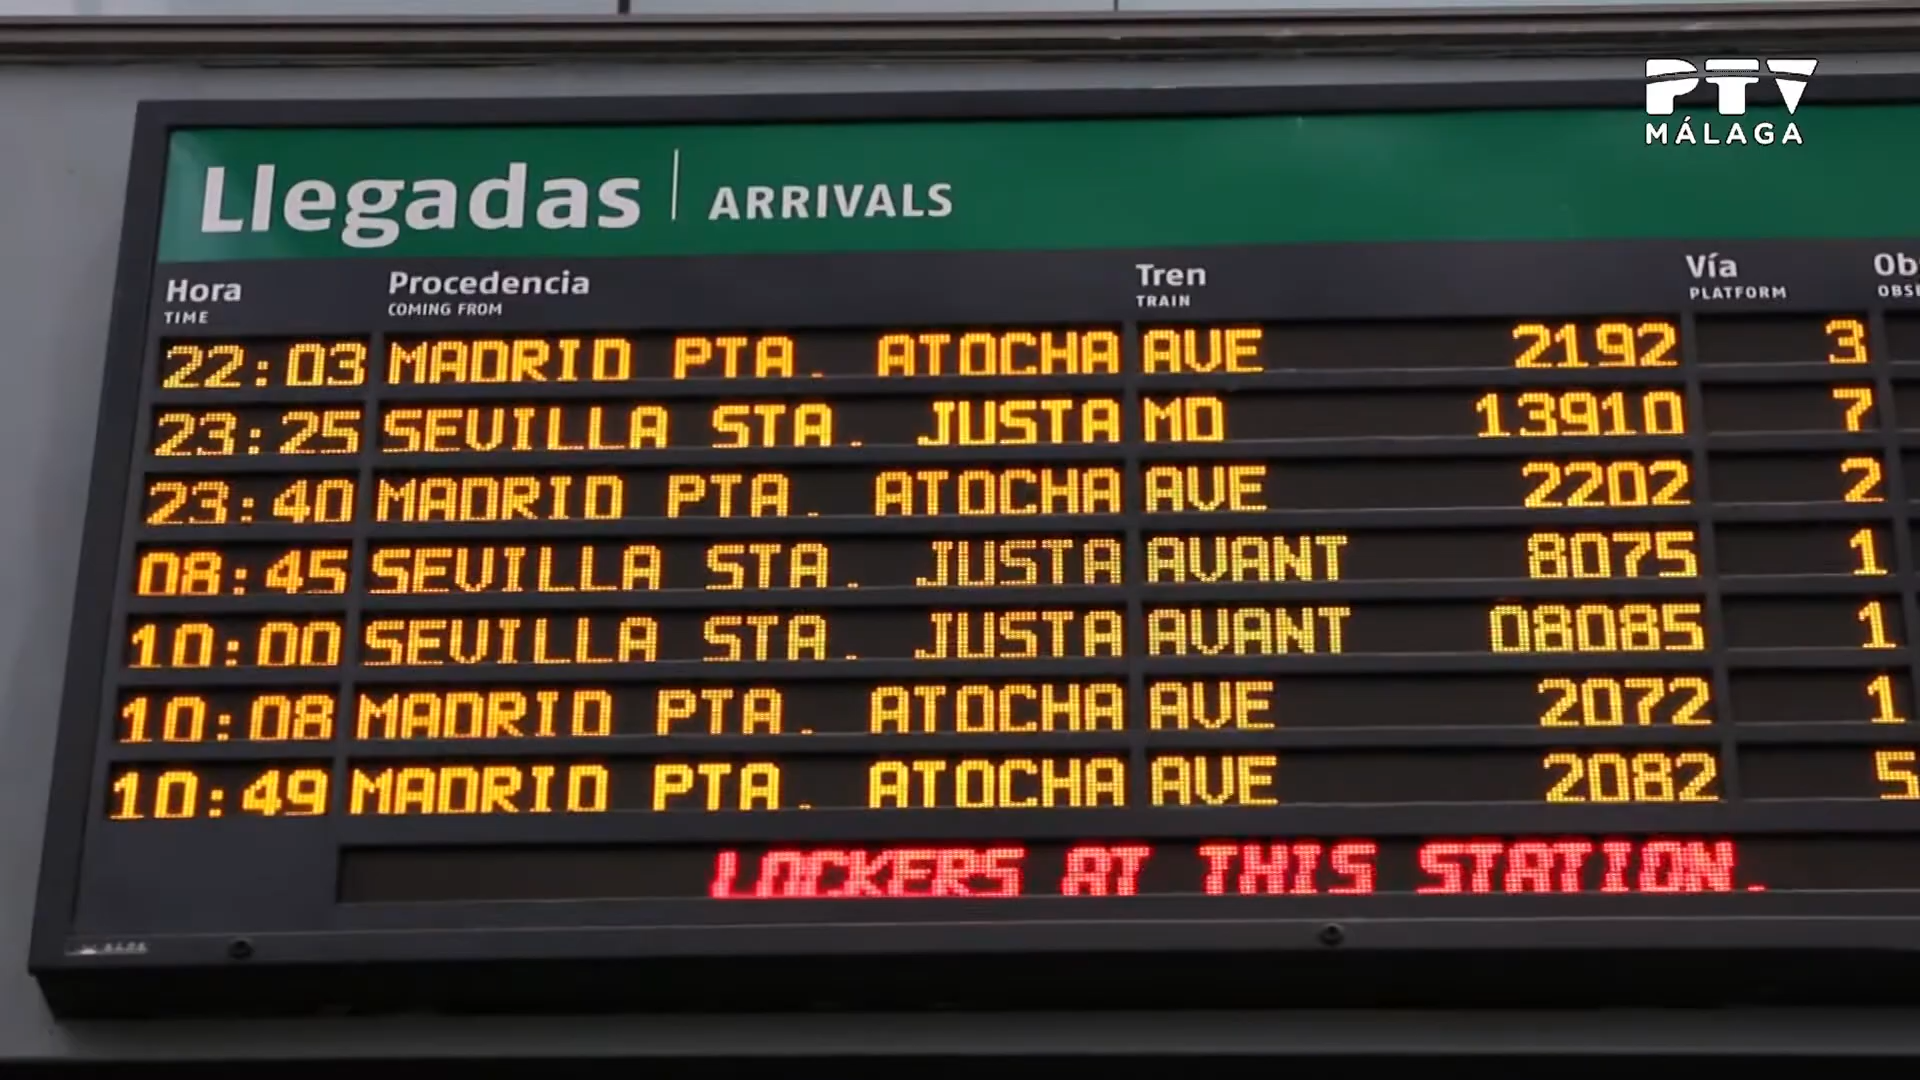 PTV
MÁLAGA
Llegadas | ARRIVALS
Hora Procedencia Tren Vía Ob
TIME COMING FROM TRAIN PLATFORM OBS
22:03 MADRID PTA. ATOCHA AVE 2192 3
23:25 SEVILLA STA. JUSTA MD 13910 7
23:40 MADRID PTA. ATOCHA AVE 2202 2
08:45 SEVILLA STA. JUSTA AVANT 8075 1
10:00 SEVILLA STA. JUSTA AVANT 08085 1
10:08 MADRID PTA. ATOCHA AVE 2072 1
10:49 MADRID PTA. ATOCHA AVE 2082 5
LOCKERS AT THIS STATION.